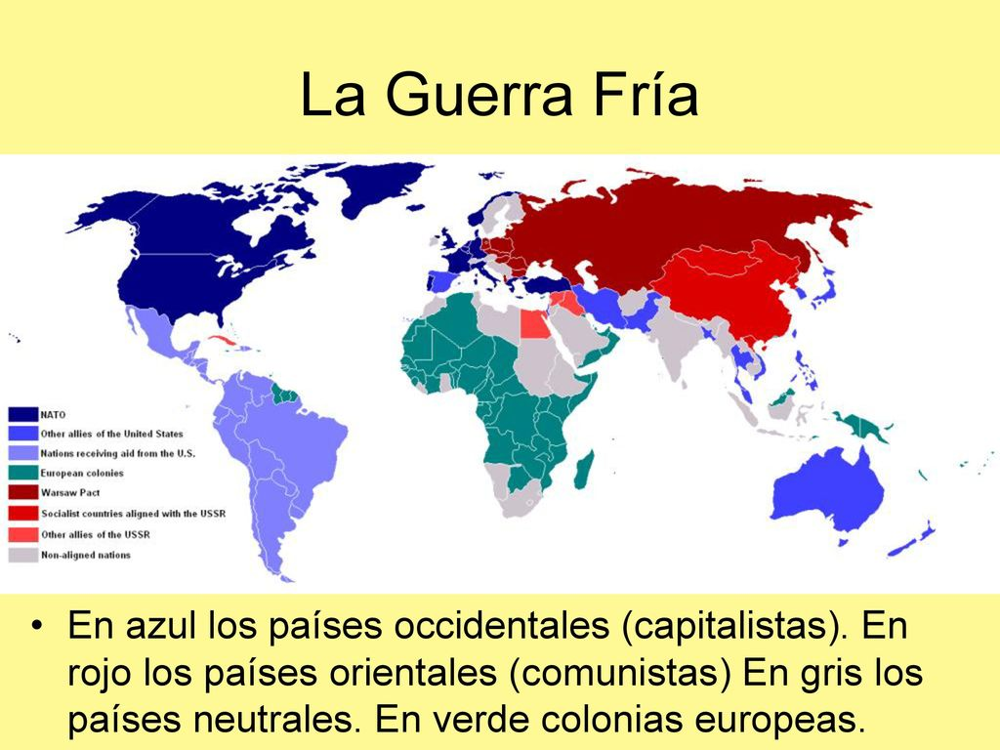 La Guerra Fría
NATO
Other allies of the United States
Nations receiving aid from the U.S.
European colonies
Warsaw Pact
Socialist countries aligned with the USSR
Other allies of the USSR
Non-aligned nations
• En azul los países occidentales (capitalistas). En
rojo los países orientales (comunistas) En gris los
países neutrales. En verde colonias europeas.